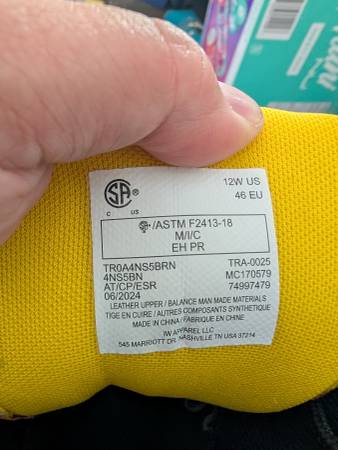 SA
C US
12W US
46 EU
/ASTM F2413-18
M/I/C
EH PR
TR0A4NS5BRN TRA-0025
4NS5BN MC170579
AT/CP/ESR 74997479
06/2024
LEATHER UPPER / BALANCE MAN MADE MATERIALS
TIGE EN CUIRE / AUTRES COMPOSANTS SYNTHETIQUE
MADE IN CHINA / FABRIQUE EN CHINE
IW APPAREL LLC
545 MARRIOTT DR. NASHVILLE TN USA 37214